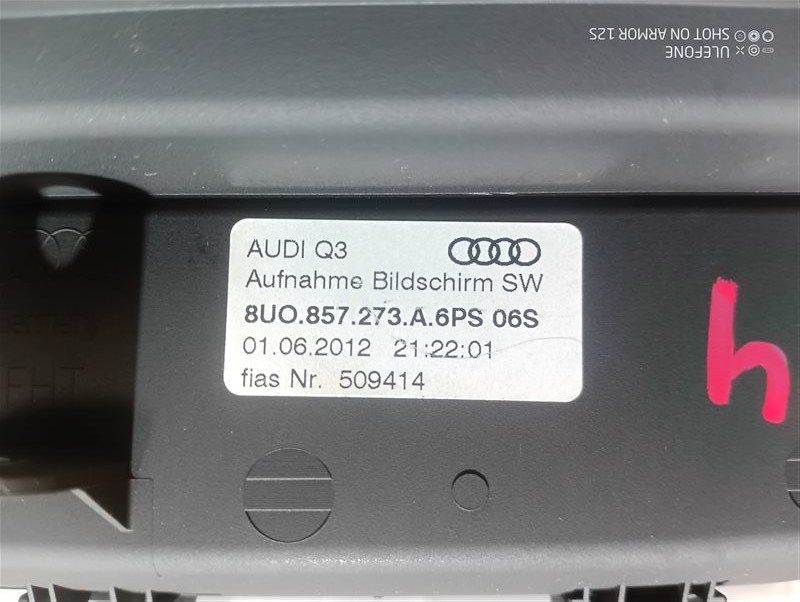 ULEFONE
SHOT ON ARMOR 12S
AUDI Q3
Aufnahme Bildschirm SW
8UO.857.273.A.6PS 06S
01.06.2012 21:22:01
fias Nr. 509414
4